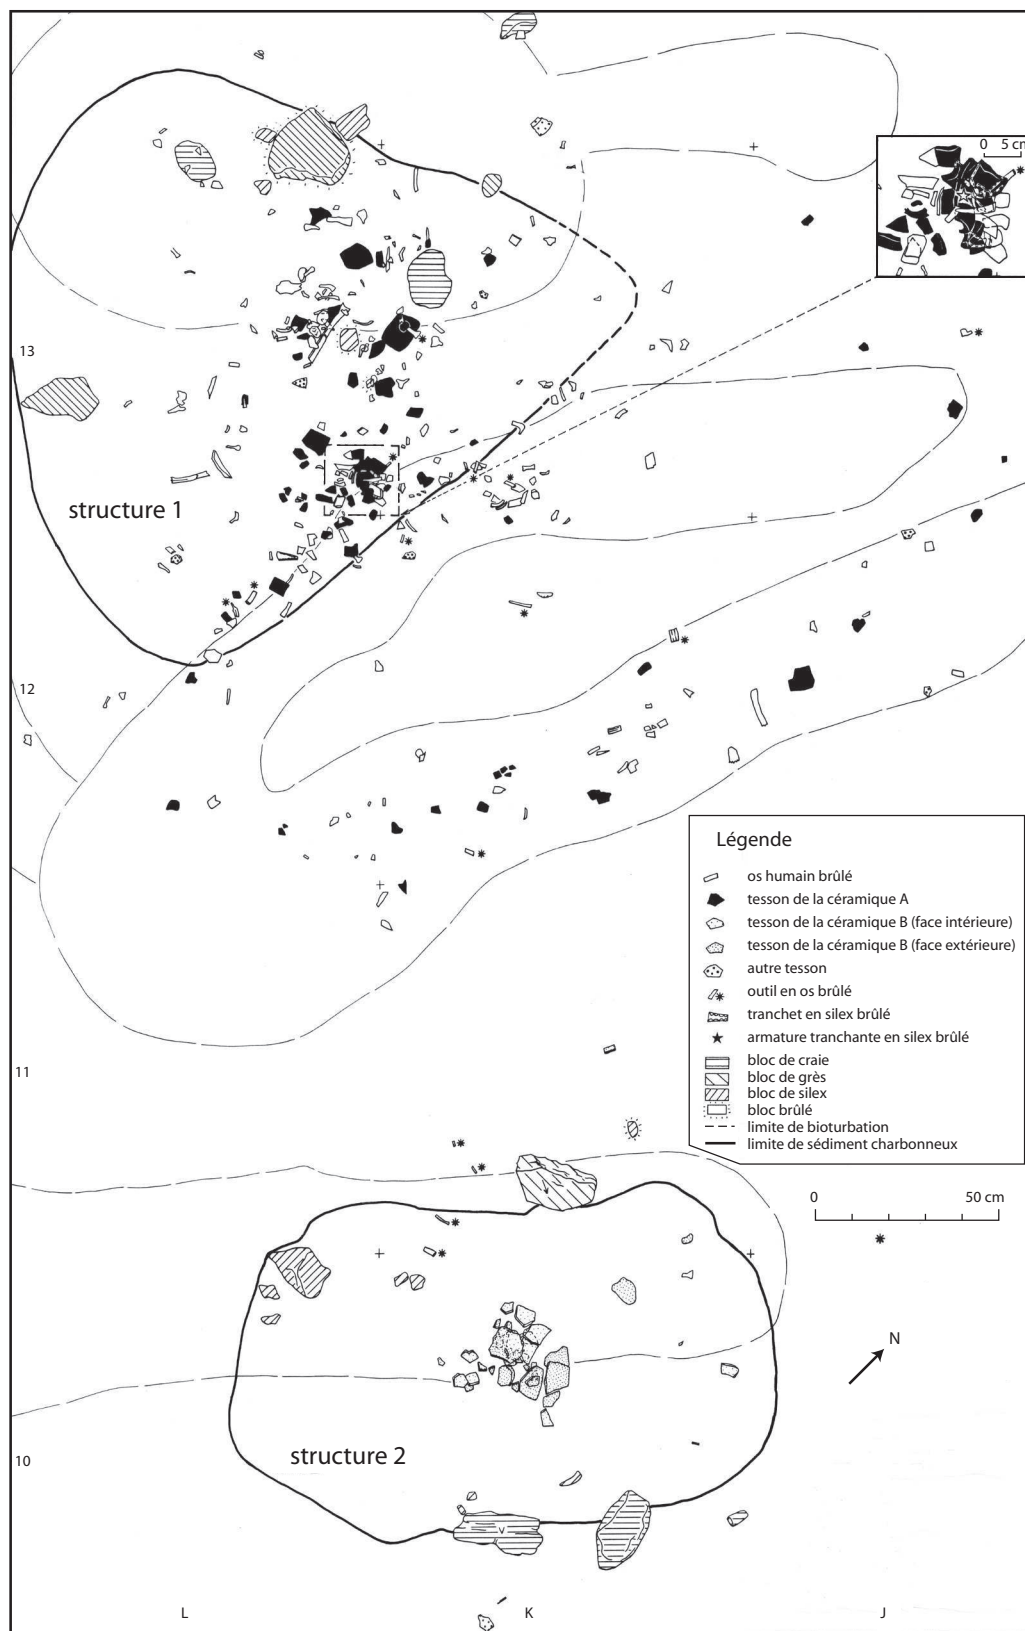 0 5 cm
13
structure 1
12
Légende
os humain brûlé
tesson de la céramique A
tesson de la céramique B (face intérieure)
tesson de la céramique B (face extérieure)
autre tesson
outil en os brûlé
tranchet en silex brûlé
armature tranchante en silex brûlé
bloc de craie
bloc de grès
bloc de silex
bloc brûlé
limite de bioturbation
limite de sédiment charbonneux
11
0 50 cm
N
structure 2
10
L K J